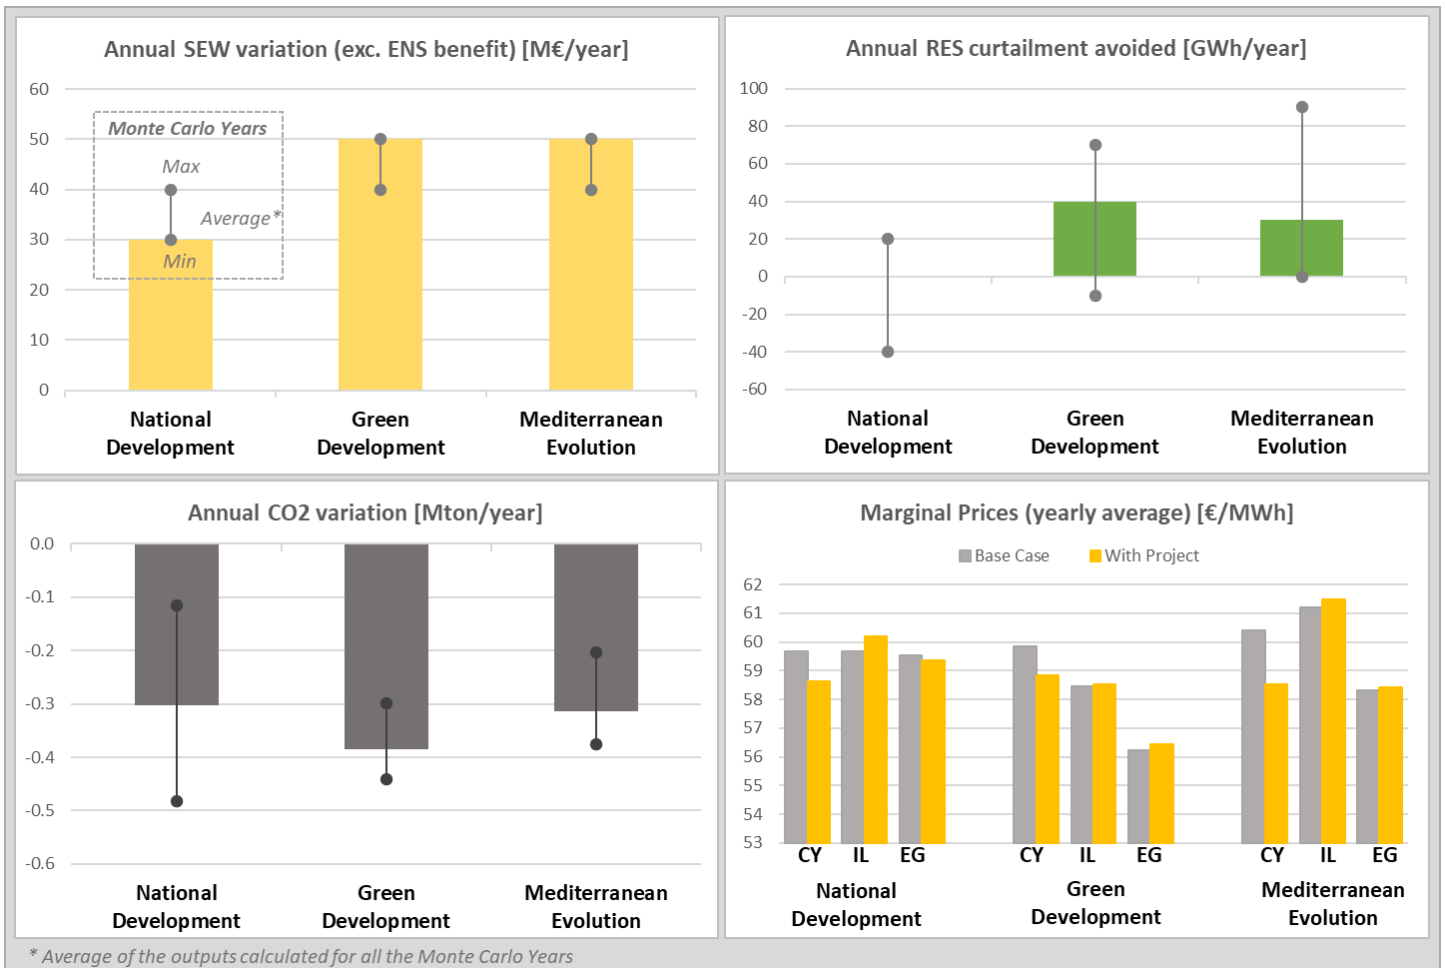 Annual SEW variation (exc. ENS benefit) [M€/year]
60
50
40
30
20
10
0
Monte Carlo Years
Max
Average*
Min
National
Development
Green
Development
Mediterranean
Evolution
Annual RES curtailment avoided [GWh/year]
100
80
60
40
20
0
-20
-40
-60
National
Development
Green
Development
Mediterranean
Evolution
Annual CO2 variation [Mton/year]
0.0
-0.1
-0.2
-0.3
-0.4
-0.5
-0.6
National
Development
Green
Development
Mediterranean
Evolution
Marginal Prices (yearly average) [€/MWh]
Base Case With Project
62
61
60
59
58
57
56
55
54
53
CY IL EG CY IL EG CY IL EG
National
Development
Green
Development
Mediterranean
Evolution
* Average of the outputs calculated for all the Monte Carlo Years